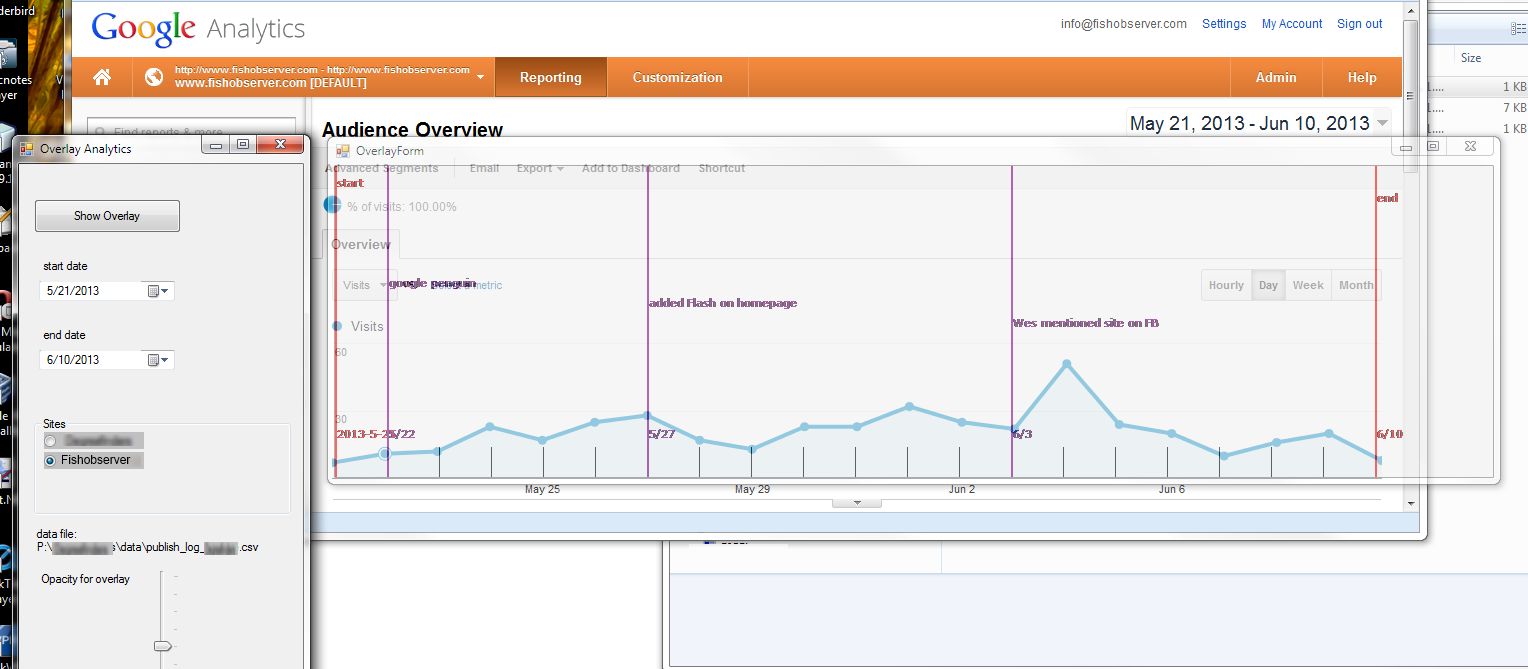 derbird
Google Analytics
info@fishobserver.com Settings My Account Sign out
http://www.fishobserver.com - http://www.fishobserver.com
www.fishobserver.com [DEFAULT]
Reporting
Customization
Admin
Help
Size
1....
1 KB
1....
7 KB
1....
1 KB
cnotes
ayer
Find reports & more
Audience Overview
May 21, 2013 - Jun 10, 2013
Overlay Analytics
OverlayForm
Advanced Segments Email Export Add to Dashboard Shortcut
start
end
% of visits: 100.00%
Show Overlay
Overview
start date
5/21/2013
Visits
google penguin
metric
Hourly Day Week Month
added Flash on homepage
Wes mentioned site on FB
Visits
end date
6/10/2013
60
30
2013-5-21
5/22
5/27
6/3
6/10
Sites
Fishobserver
May 25 May 29 Jun 2 Jun 6
data file:
P:\ s\data\publish_log_ .csv
Opacity for overlay